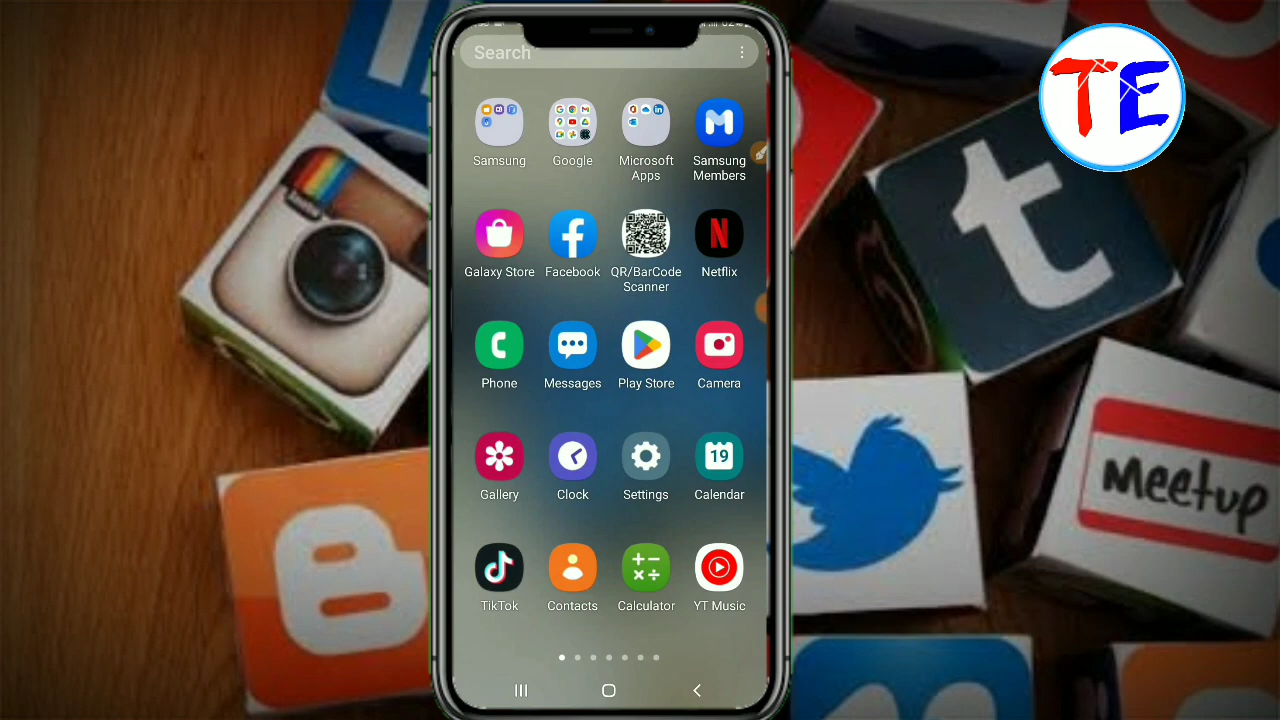 Search
TE
Samsung
Google
Microsoft Apps
Samsung Members
Galaxy Store
Facebook
QR/BarCode Scanner
Netflix
Phone
Messages
Play Store
Camera
Gallery
Clock
Settings
19
Calendar
TikTok
Contacts
Calculator
YT Music
t
Meetup